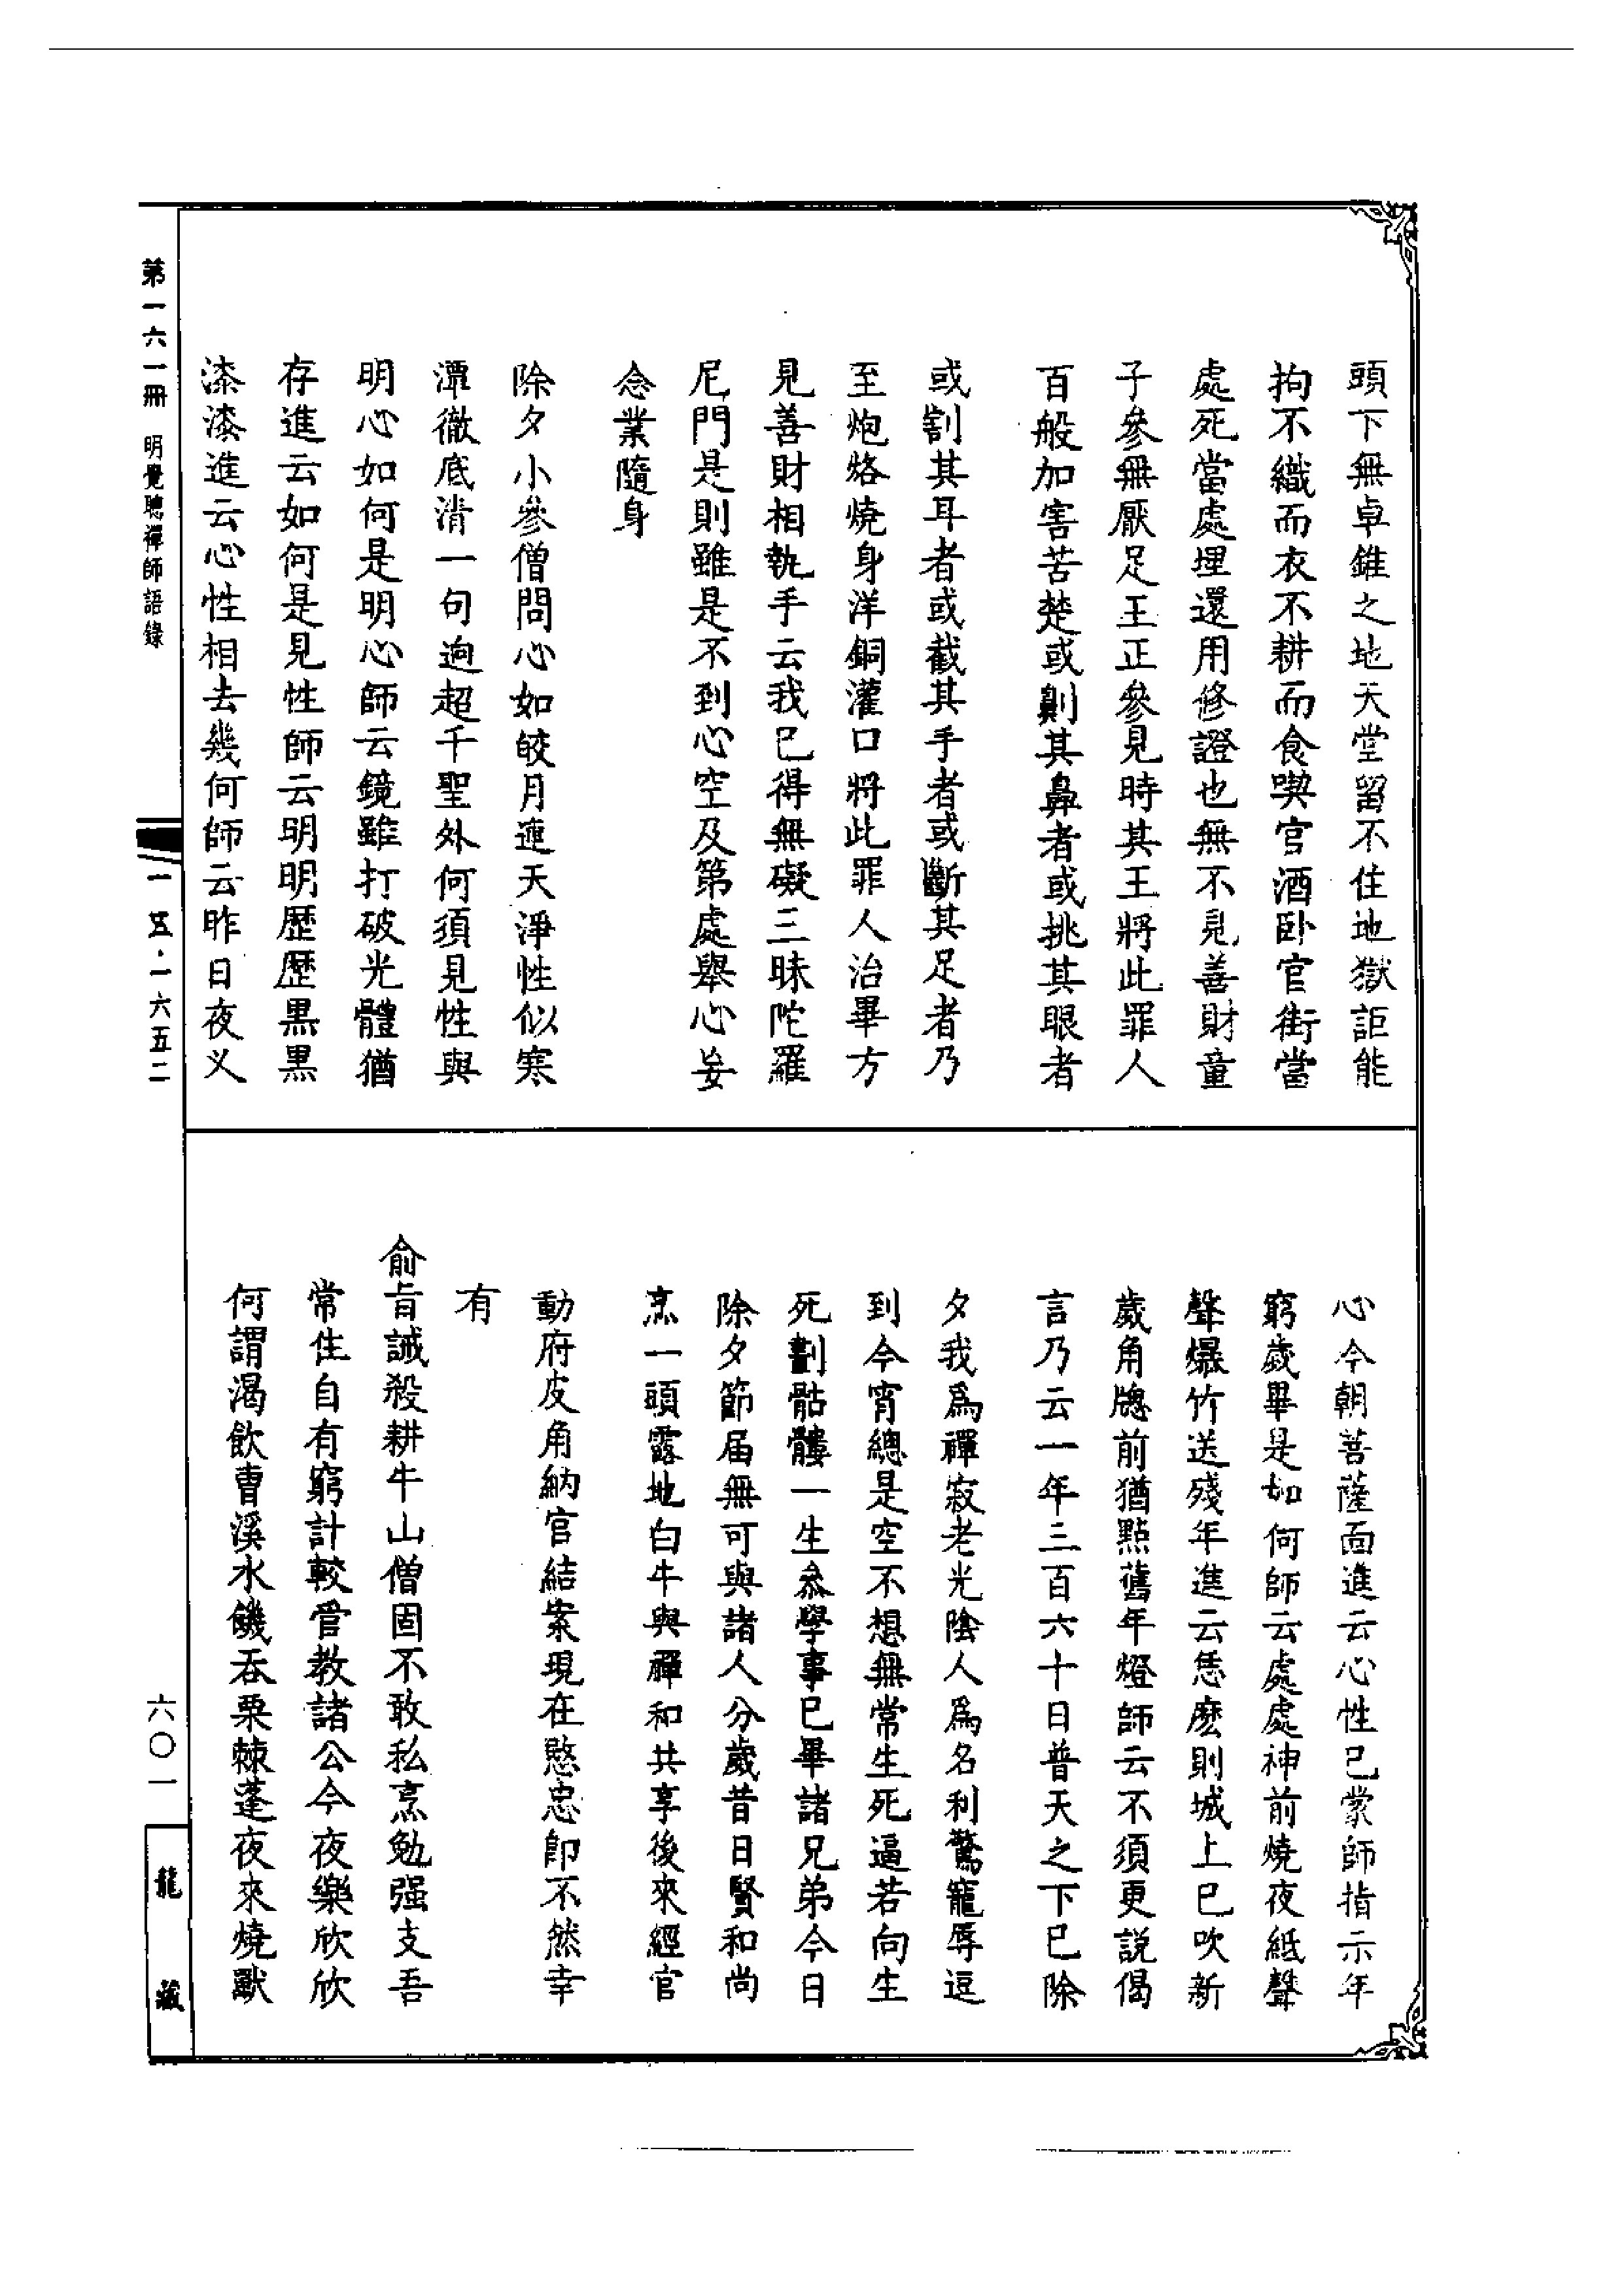 頭下無卓錐之地天堂留不住地獄詎能
拘不織而衣不耕而食喫官酒卧官街當
處死當處埋還用修證也無不見善財童
子參無厭足王正參見時其王將此罪人
百般加害苦楚或劓其鼻者或挑其眼者
或割其耳者或截其手者或斷其足者乃
至炮烙燒身洋銅灌口將此罪人治畢方
見善財相執手云我已得無礙三昧陀羅
尼門是則雖是不到心空及第處舉心妄
念業隨身
除夕小參僧問心如皎月連天淨性似寒
潭徹底清一句逈超千聖外何須見性與
明心如何是明心師云鏡雖打破光體猶
存進云如何是見性師云明明歷歷黑黑
漆漆進云心性相去幾何師云昨日夜义
心今朝菩薩面進云心性已蒙師指示年
窮歲畢是如何師云處處神前燒夜紙聲
聲爆竹送殘年進云恁麽則城上已吹新
歲角牕前猶點舊年燈師云不須更説偈
言乃云一年三百六十日普天之下已除
夕我爲禪寂老光陰人爲名利驚寵辱逗
到今宵總是空不想無常生死逼若向生
死劃骷髏一生叅學事已畢諸兄弟今日
除夕節届無可與諸人分歲昔日賢和尚
烹一頭露地白牛與禪和共享後來經官
動府皮角納官結案現在愍忠卽不然幸
有
俞旨誡殺耕牛山僧固不敢私烹勉强支吾
常住自有窮計較管教諸公今夜樂欣欣
何謂渴飲曹溪水饑吞栗棘蓬夜來燒獸
第一六一冊 明覺聰禪師語錄
一五·一六五二
六〇一
龍藏